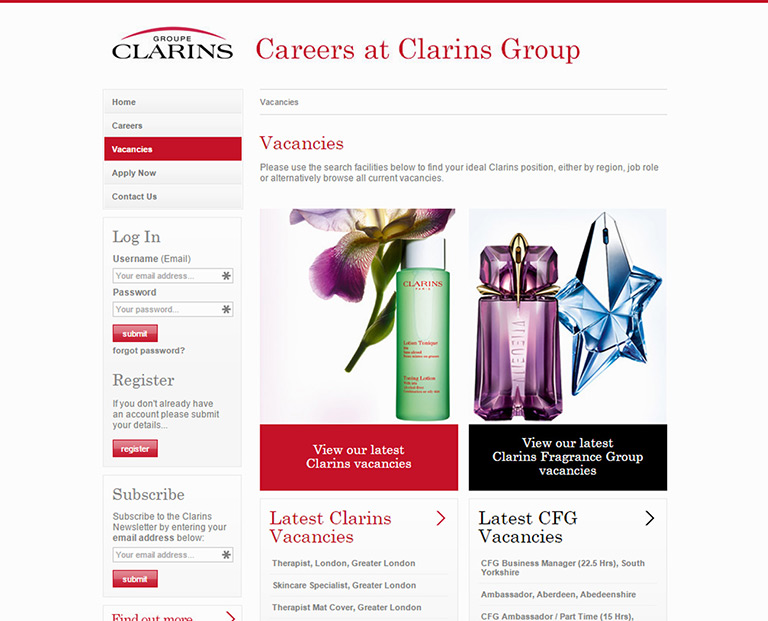 GROUPE
CLARINS
Careers at Clarins Group
Home
Careers
Vacancies
Apply Now
Contact Us
Log In
Username (Email)
Your email address...
Password
Your password...
submit
forgot password?
Register
If you don't already have
an account please submit
your details...
register
Subscribe
Subscribe to the Clarins
Newsletter by entering your
email address below:
Your email address...
submit
Find out more
Vacancies
Vacancies
Please use the search facilities below to find your ideal Clarins position, either by region, job role
or alternatively browse all current vacancies.
CLARINS
PARIS
Lotion Tonique
Toning Lotion
View our latest
Clarins vacancies
View our latest
Clarins Fragrance Group
vacancies
Latest Clarins
Vacancies
Therapist, London, Greater London
Skincare Specialist, Greater London
Therapist Mat Cover, Greater London
Latest CFG
Vacancies
CFG Business Manager (22.5 Hrs), South
Yorkshire
Ambassador, Aberdeen, Abedeenshire
CFG Ambassador / Part Time (15 Hrs),